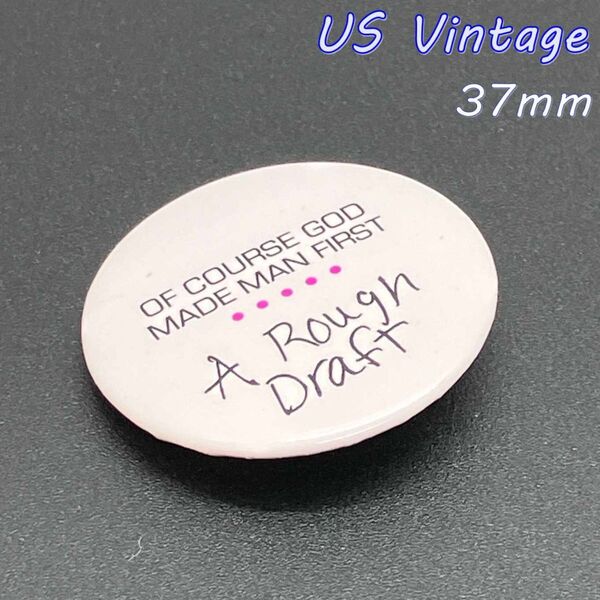 US Vintage
37mm
OF COURSE GOD
MADE MAN FIRST
• • • • •
A Rough
Draft